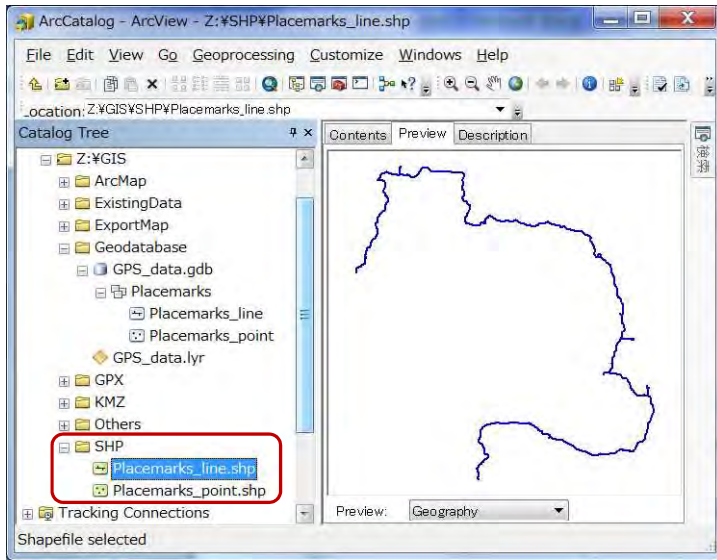 ArcCatalog - ArcView - Z:¥SHP¥Placemarks_line.shp
File Edit View Go Geoprocessing Customize Windows Help
Location: Z:¥GIS¥SHP¥Placemarks_line.shp
Catalog Tree
Contents Preview Description
Z:¥GIS
ArcMap
ExistingData
ExportMap
Geodatabase
GPS_data.gdb
Placemarks
Placemarks_line
Placemarks_point
GPS_data.lyr
GPX
KMZ
Others
SHP
Placemarks_line.shp
Placemarks_point.shp
Tracking Connections
Preview: Geography
Shapefile selected